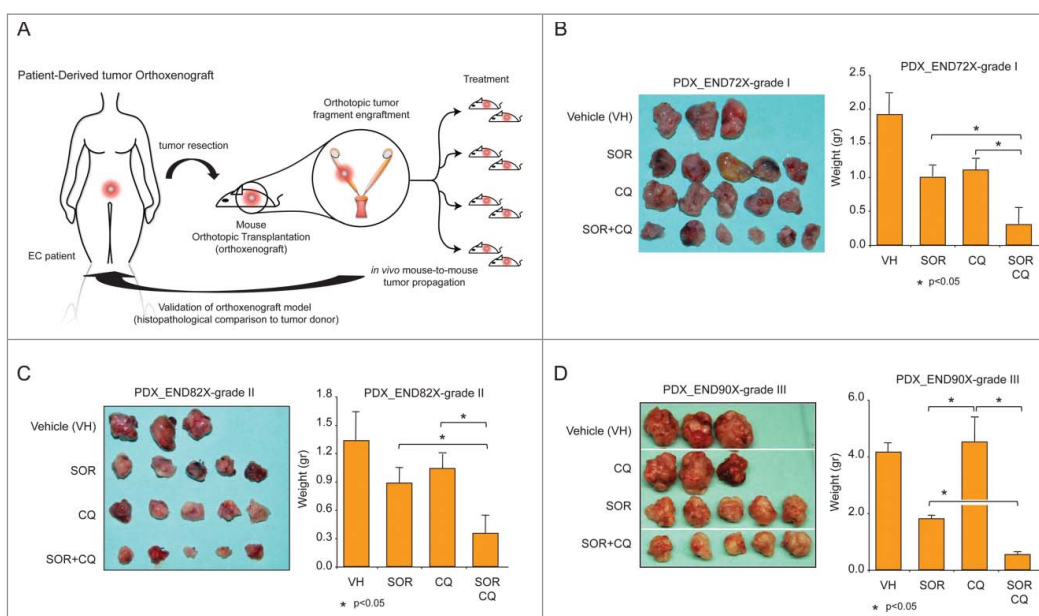 A
Patient-Derived tumor Orthoxenograft
tumor resection
EC patient
Mouse
Orthotopic Transplantation
(orthoxenograft)
Orthotopic tumor
fragment engraftment
Treatment
in vivo mouse-to-mouse
tumor propagation
Validation of orthoxenograft model
(histopathological comparison to tumor donor)
B
PDX_END72X-grade I
Vehicle (VH)
SOR
CQ
SOR+CQ
PDX_END72X-grade I
Weight (gr)
2.5
2.0
1.5
1.0
0.5
0.0
*
*
VH SOR CQ SOR
CQ
* p<0.05
C
PDX_END82X-grade II
Vehicle (VH)
SOR
CQ
SOR+CQ
PDX_END82X-grade II
Weight (gr)
1.8
1.5
1.2
0.9
0.6
0.3
0.0
*
*
VH SOR CQ SOR
CQ
* p<0.05
D
PDX_END90X-grade III
Vehicle (VH)
CQ
SOR
SOR+CQ
PDX_END90X-grade III
Weight (gr)
6.0
4.0
2.0
0.0
* *
*
VH SOR CQ SOR
CQ
* p<0.05